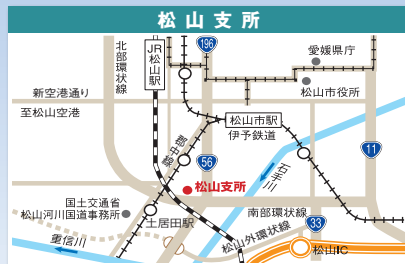 松山支所
北部環状線
JR松山駅
196
愛媛県庁
松山市役所
新空港通り
至松山空港
松山市駅
伊予鉄道
郡中線
56
石手川
11
松山支所
国土交通省
松山河川国道事務所
土居田駅
南部環状線
33
松山外環状線
重信川
松山IC